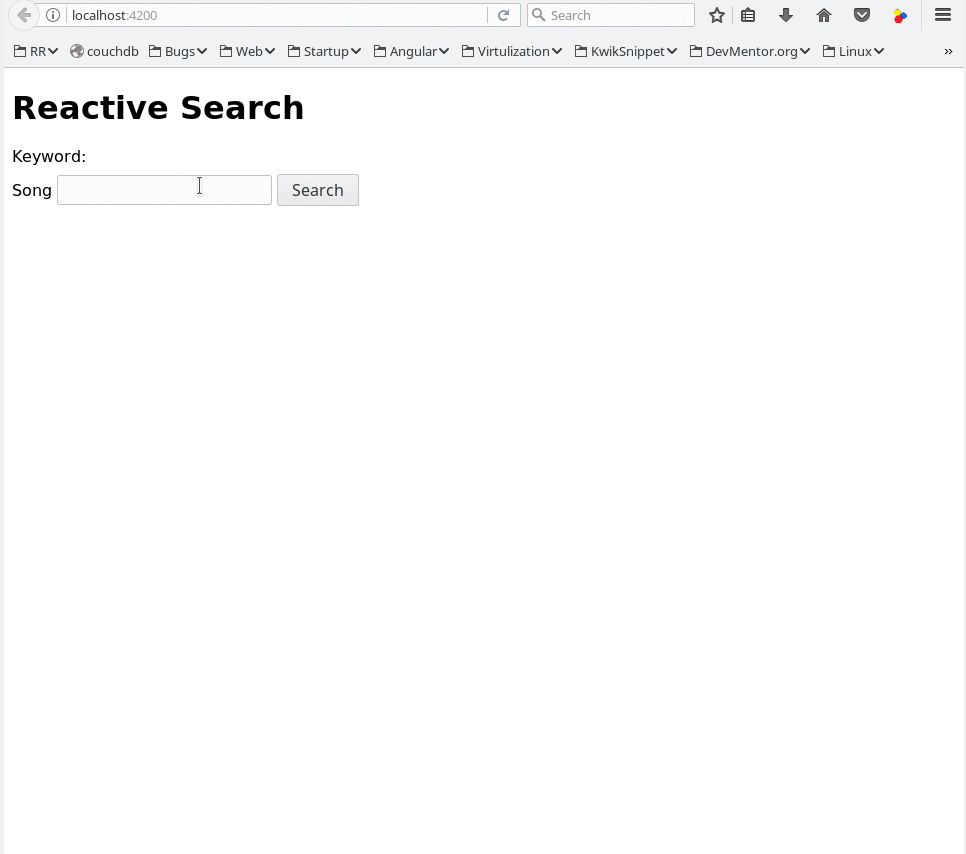 localhost:4200 Search
RR couchdb Bugs Web Startup Angular Virtulization KwikSnippet DevMentor.org Linux »
Reactive Search
Keyword:
Song Search